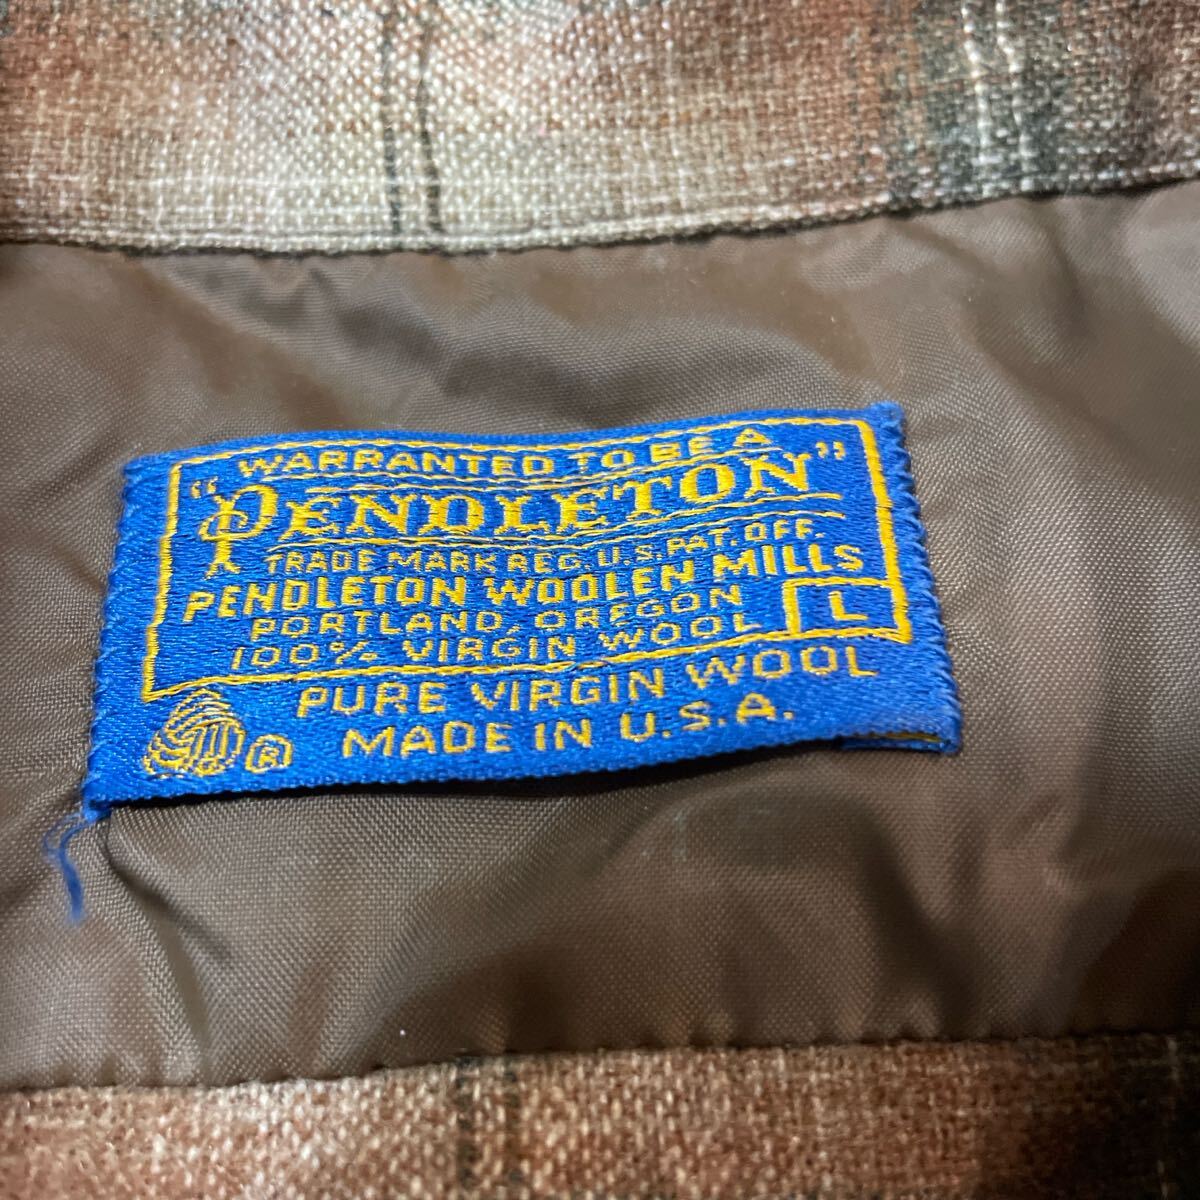 WARRANTED TO BE A
"PENDLETON"
TRADE MARK REG. U.S. PAT. OFF.
PENDLETON WOOLEN MILLS
PORTLAND, OREGON
100% VIRGIN WOOL
L
PURE VIRGIN WOOL
® MADE IN U.S.A.